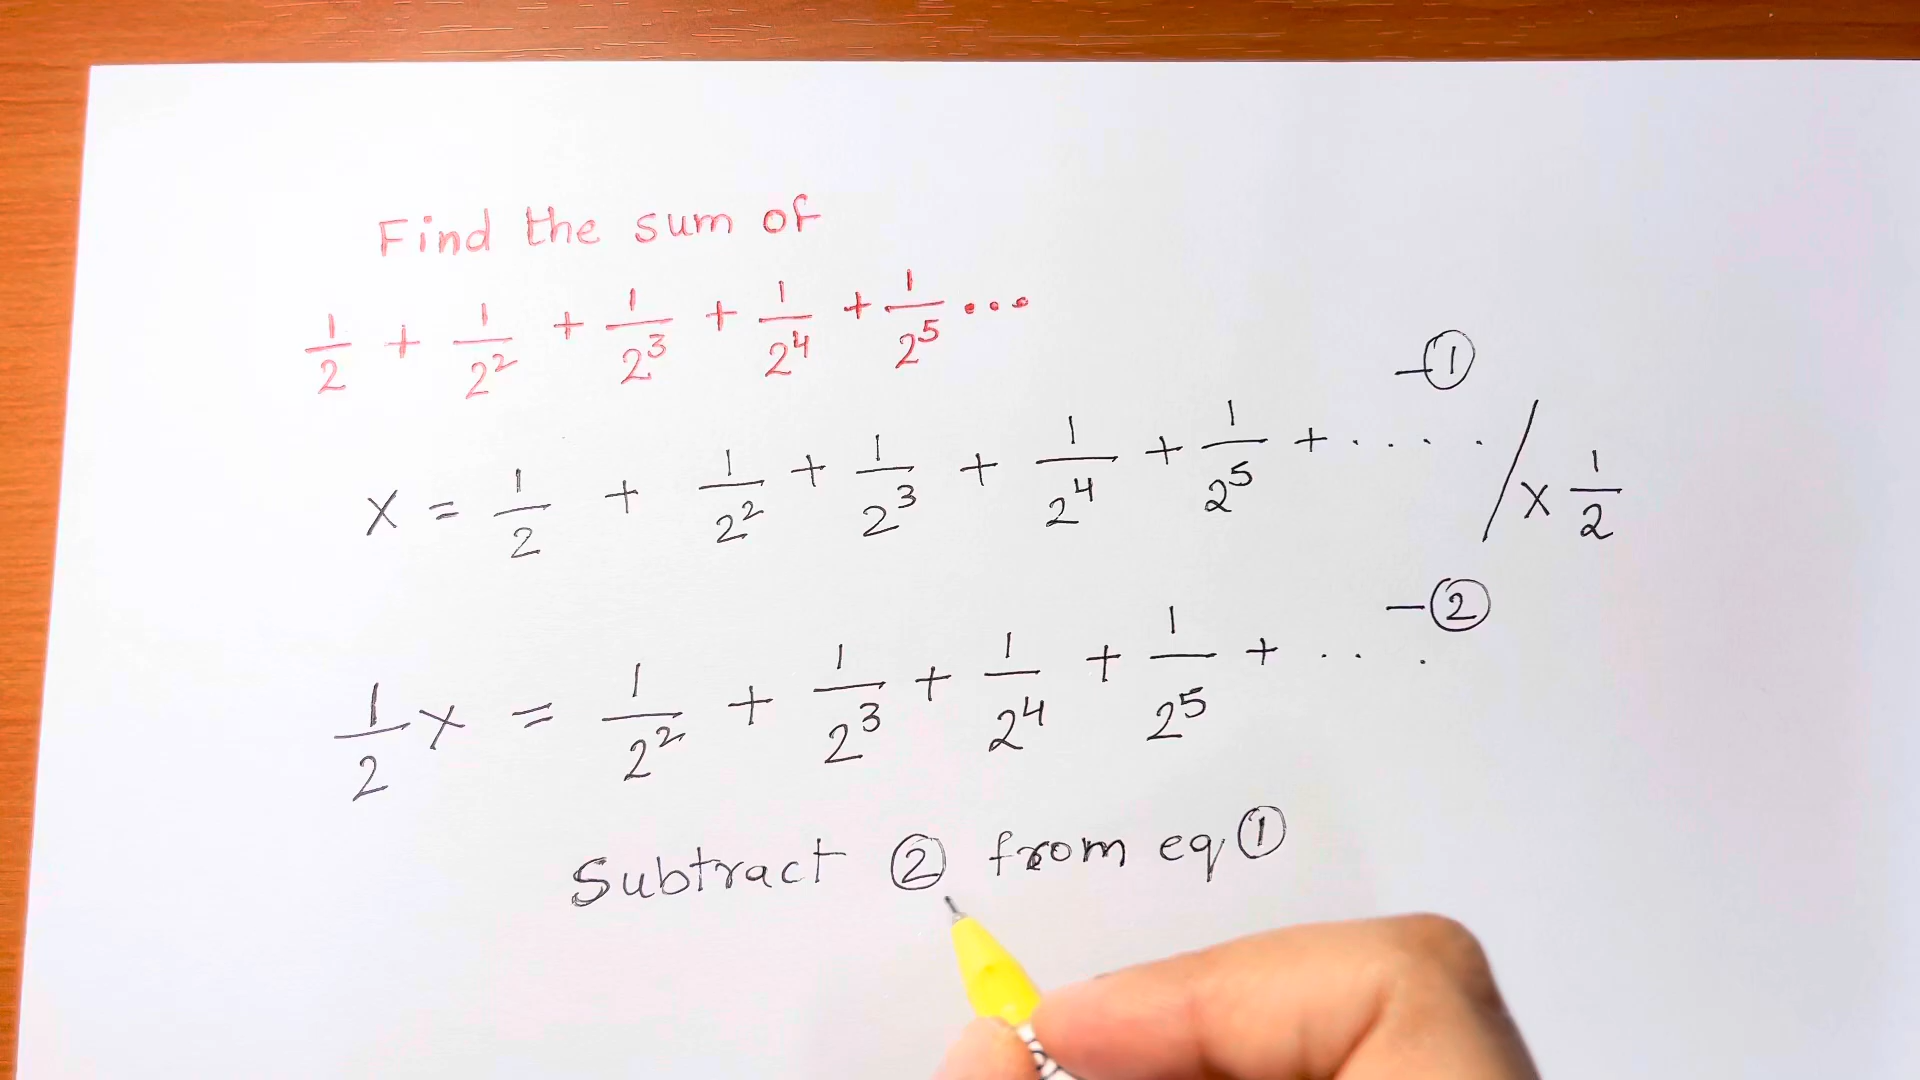 Find the sum of
1/2 + 1/2² + 1/2³ + 1/2⁴ + 1/2⁵ ...
x = 1/2 + 1/2² + 1/2³ + 1/2⁴ + 1/2⁵ + ..... —① / x 1/2
1/2 x = 1/2² + 1/2³ + 1/2⁴ + 1/2⁵ + ... —②
Subtract ② from eq ①